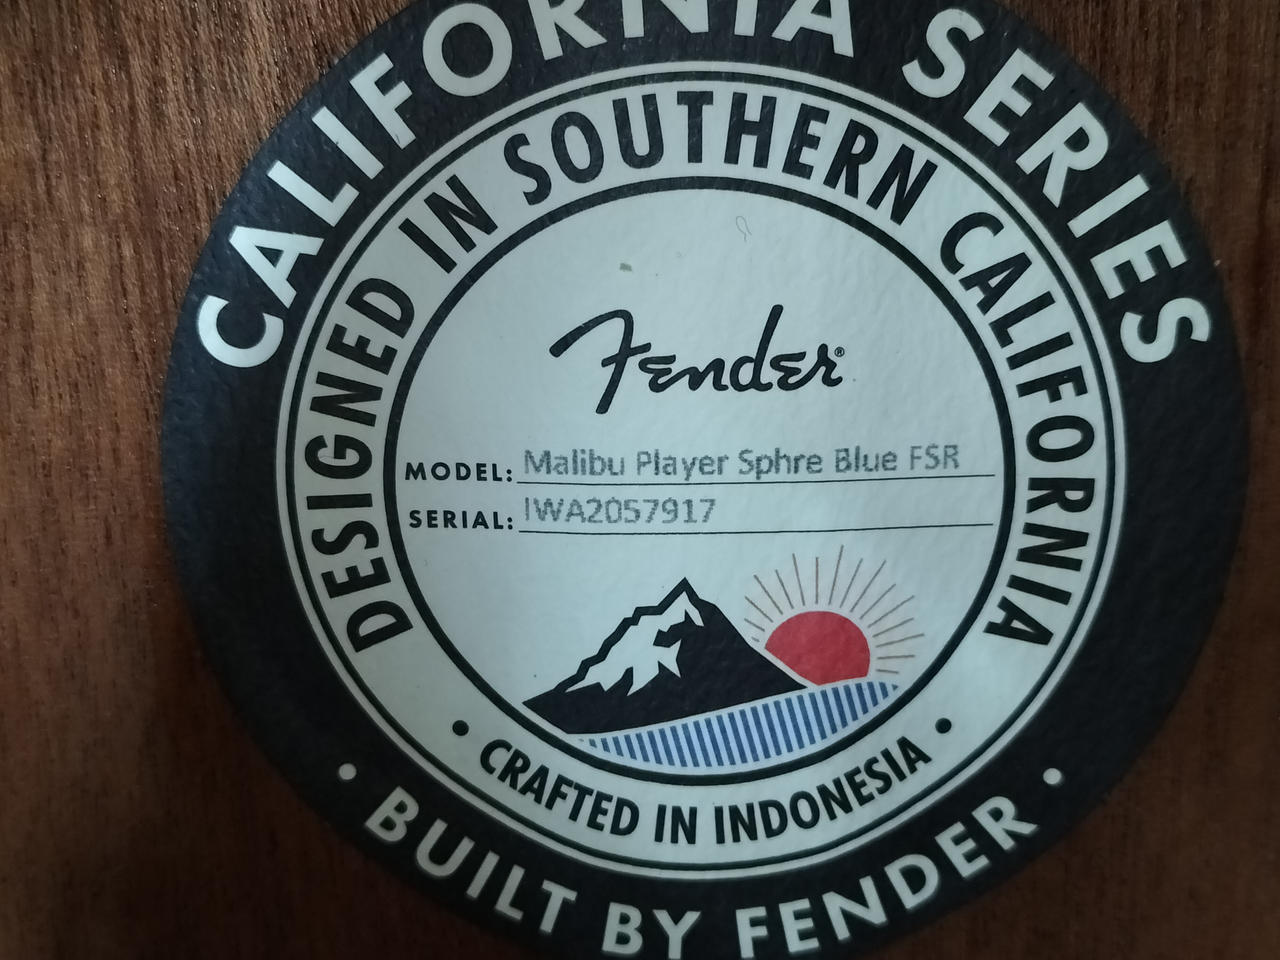 CALIFORNIA SERIES
DESIGNED IN SOUTHERN CALIFORNIA
Fender®
MODEL: Malibu Player Sphre Blue FSR
SERIAL: IWA2057917
• CRAFTED IN INDONESIA •
• BUILT BY FENDER •